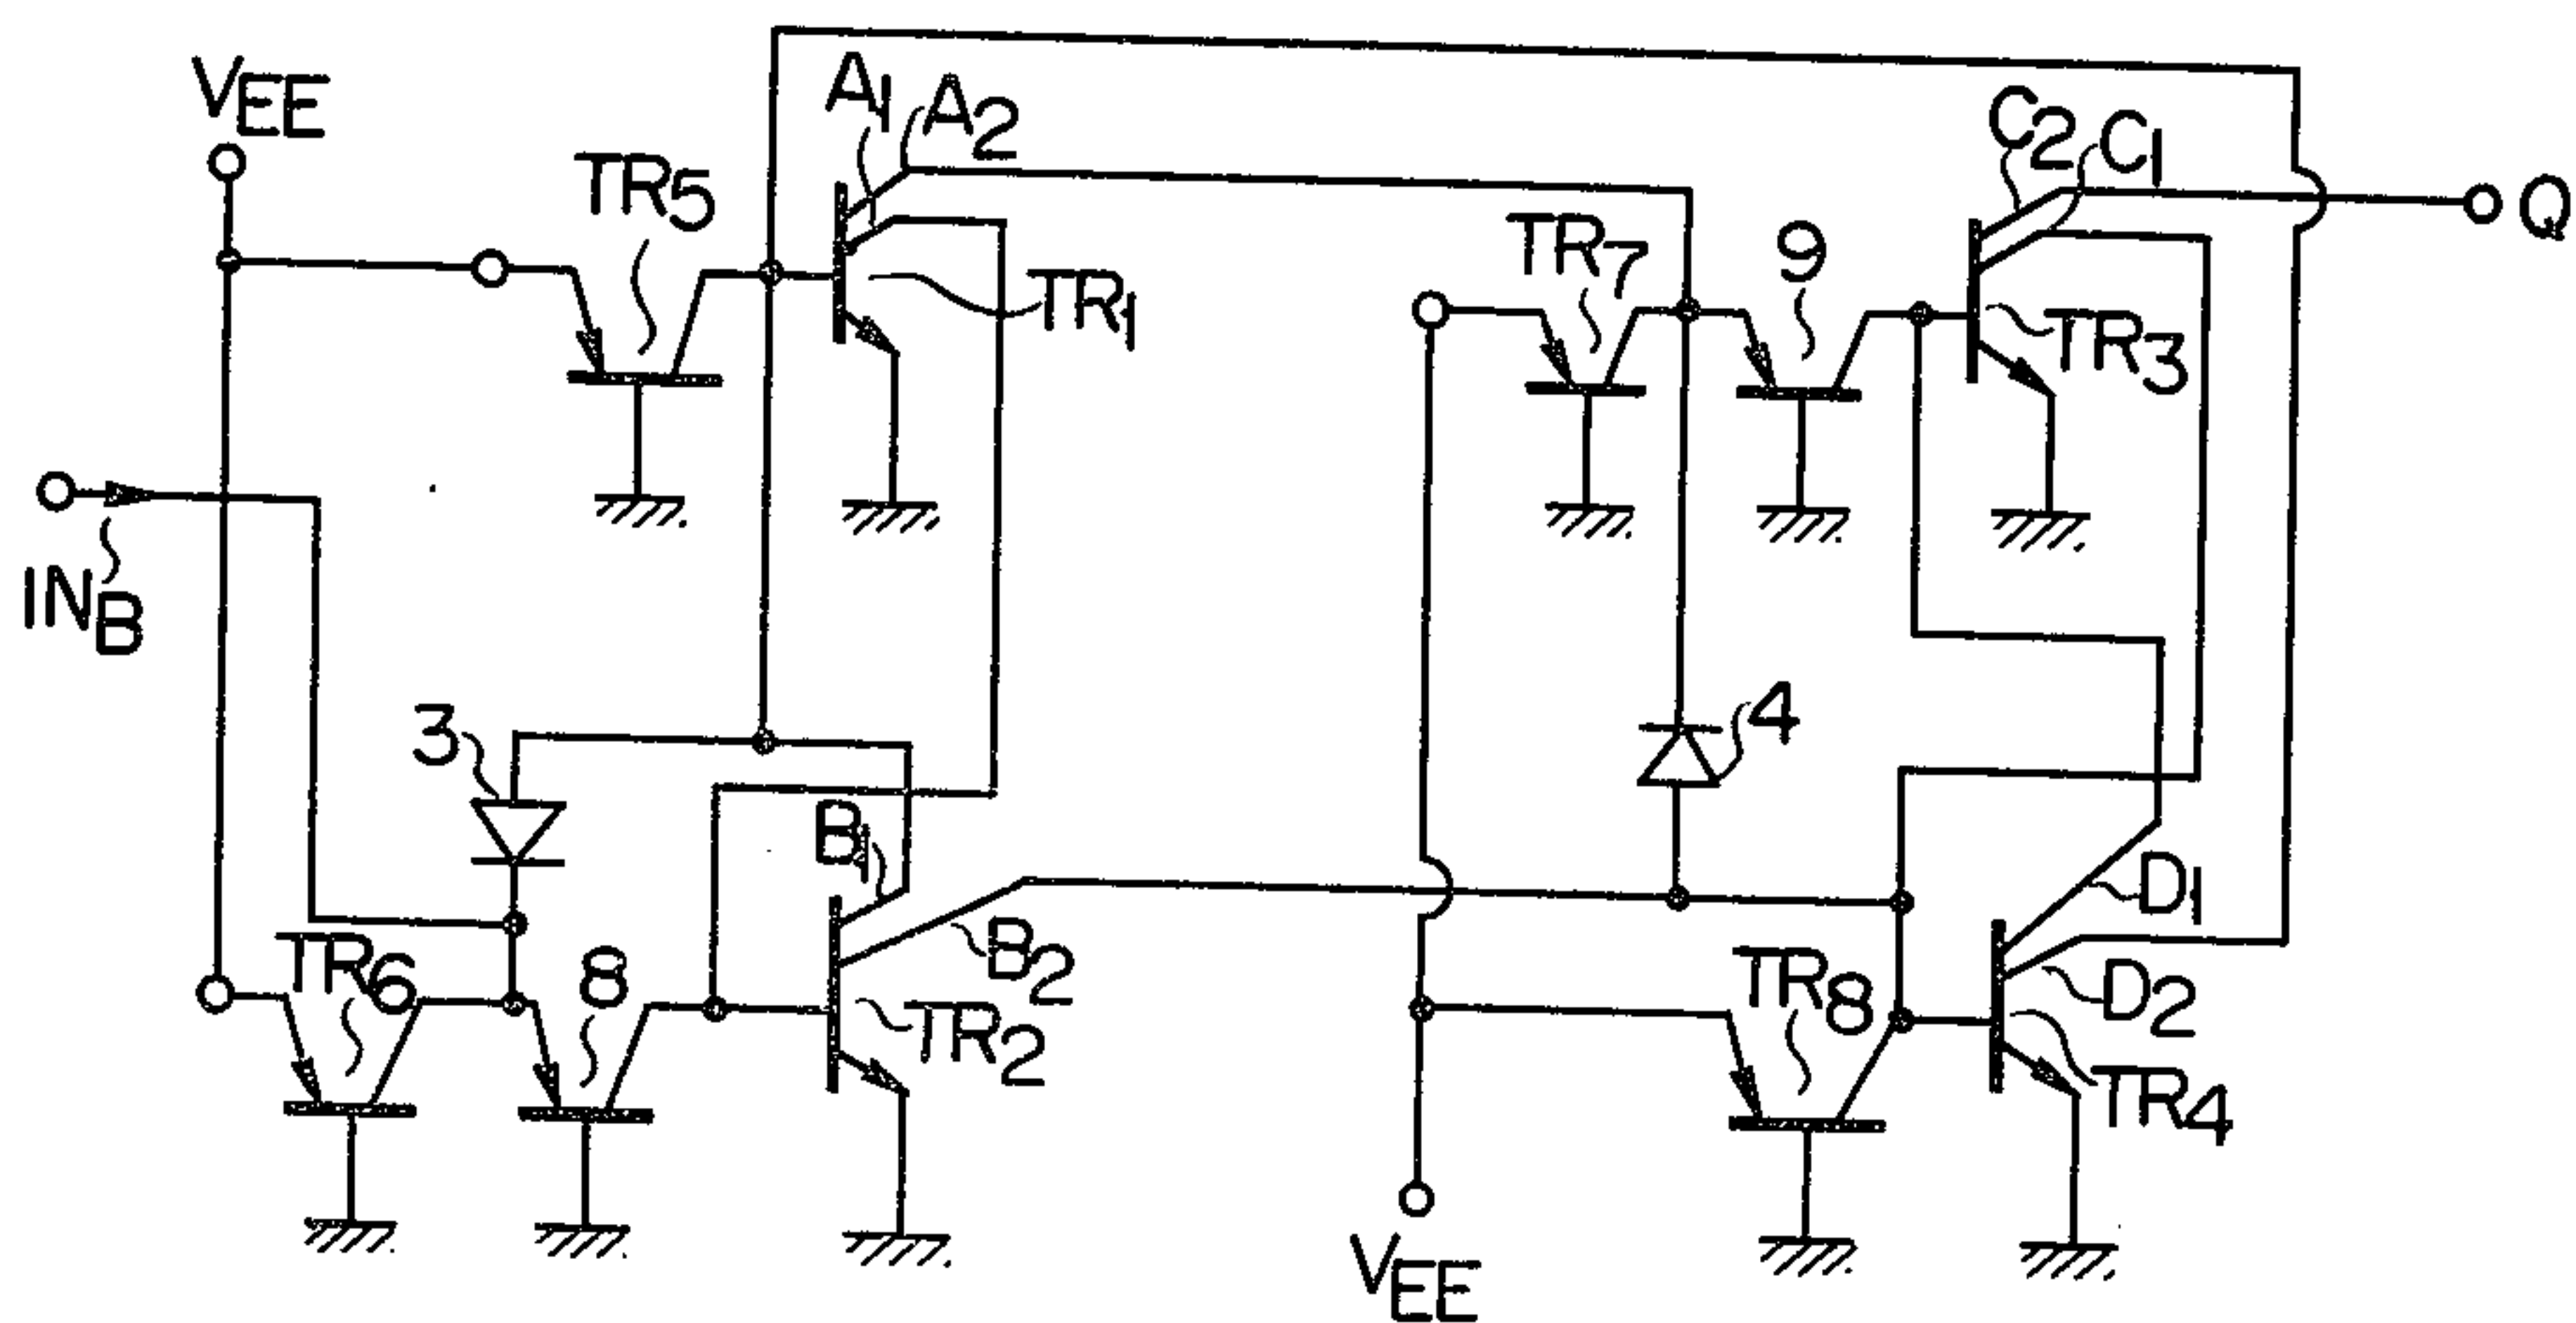 VEE
TR5
A1
A2
TR1
TR7
9
C2
C1
TR3
Q
INB
3
4
B1
B2
TR6
8
TR2
D1
D2
TR8
TR4
VEE